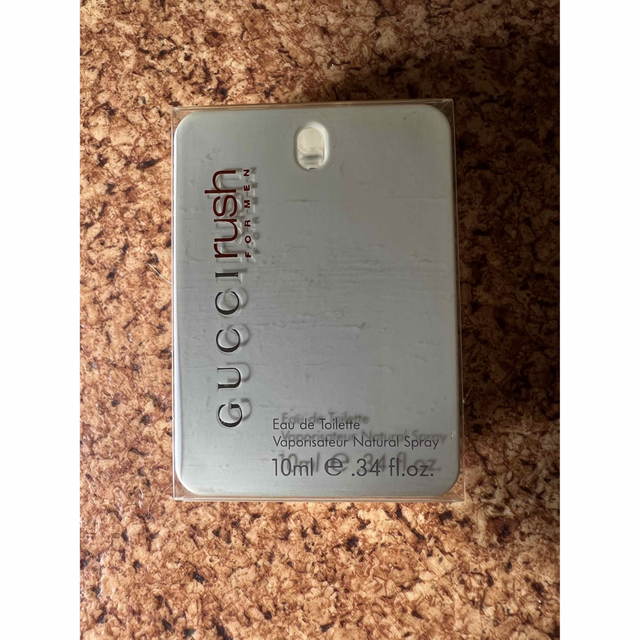 GUCCI rush
FOR MEN
Eau de Toilette
Vaporisateur Natural Spray
10ml ℮ .34 fl.oz.